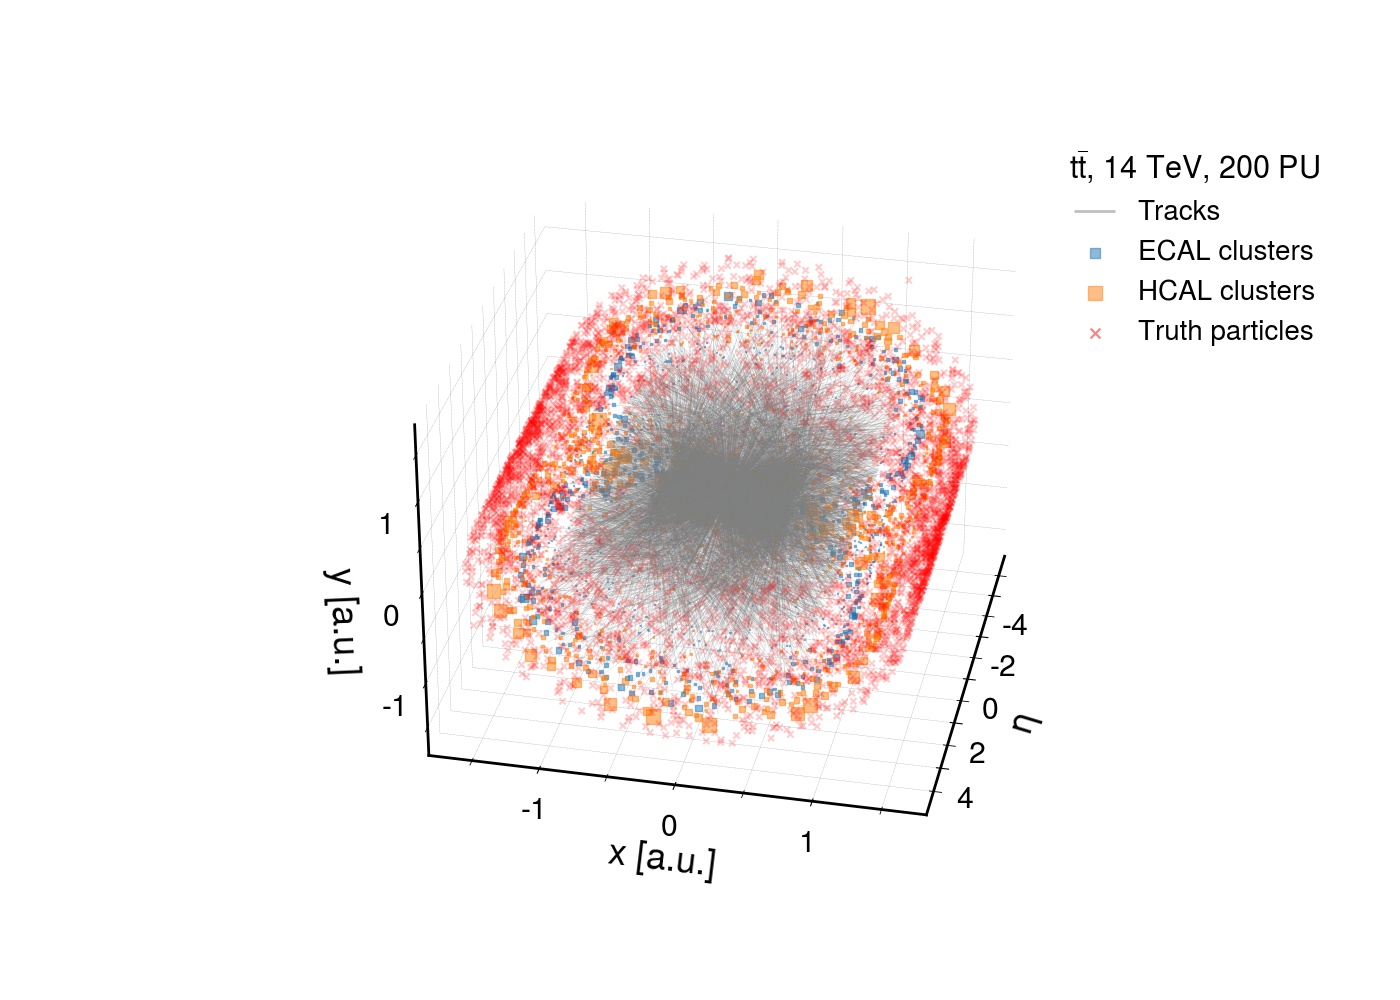 tt̄, 14 TeV, 200 PU
Tracks
ECAL clusters
HCAL clusters
Truth particles
1
0
-1
y [a.u.]
-1
0
1
x [a.u.]
-4
-2
0
2
4
η